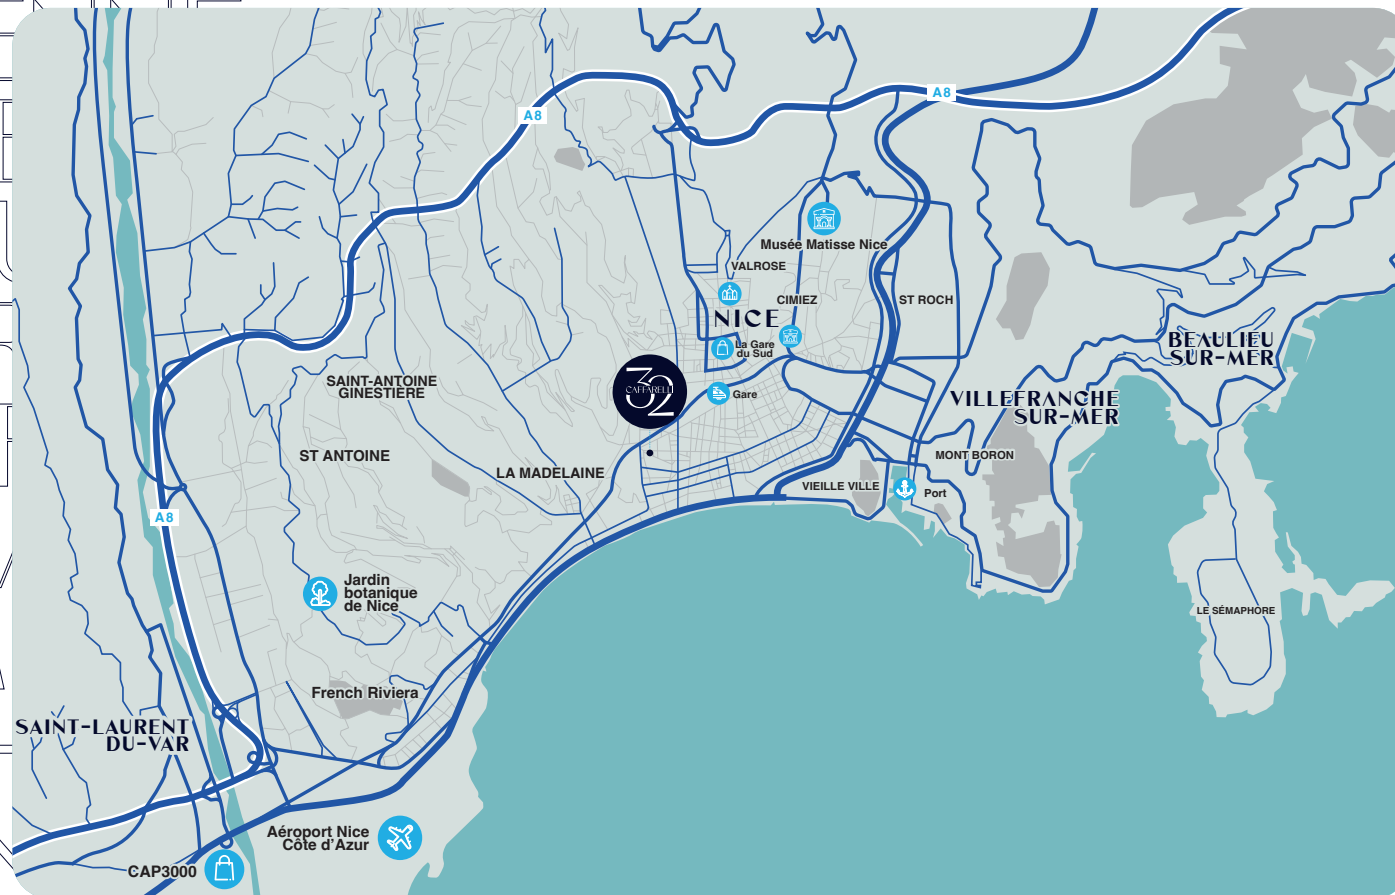 A8
A8
Musée Matisse Nice
VALROSE
CIMIEZ
ST ROCH
NICE
La Gare
du Sud
BEAULIEU
SUR-MER
SAINT-ANTOINE
GINESTIÈRE
32
CAFFARELLI
Gare
VILLEFRANCHE
SUR-MER
ST ANTOINE
MONT BORON
LA MADELAINE
VIEILLE VILLE
Port
A8
Jardin
botanique
de Nice
LE SÉMAPHORE
French Riviera
SAINT-LAURENT
DU-VAR
Aéroport Nice
Côte d'Azur
CAP3000